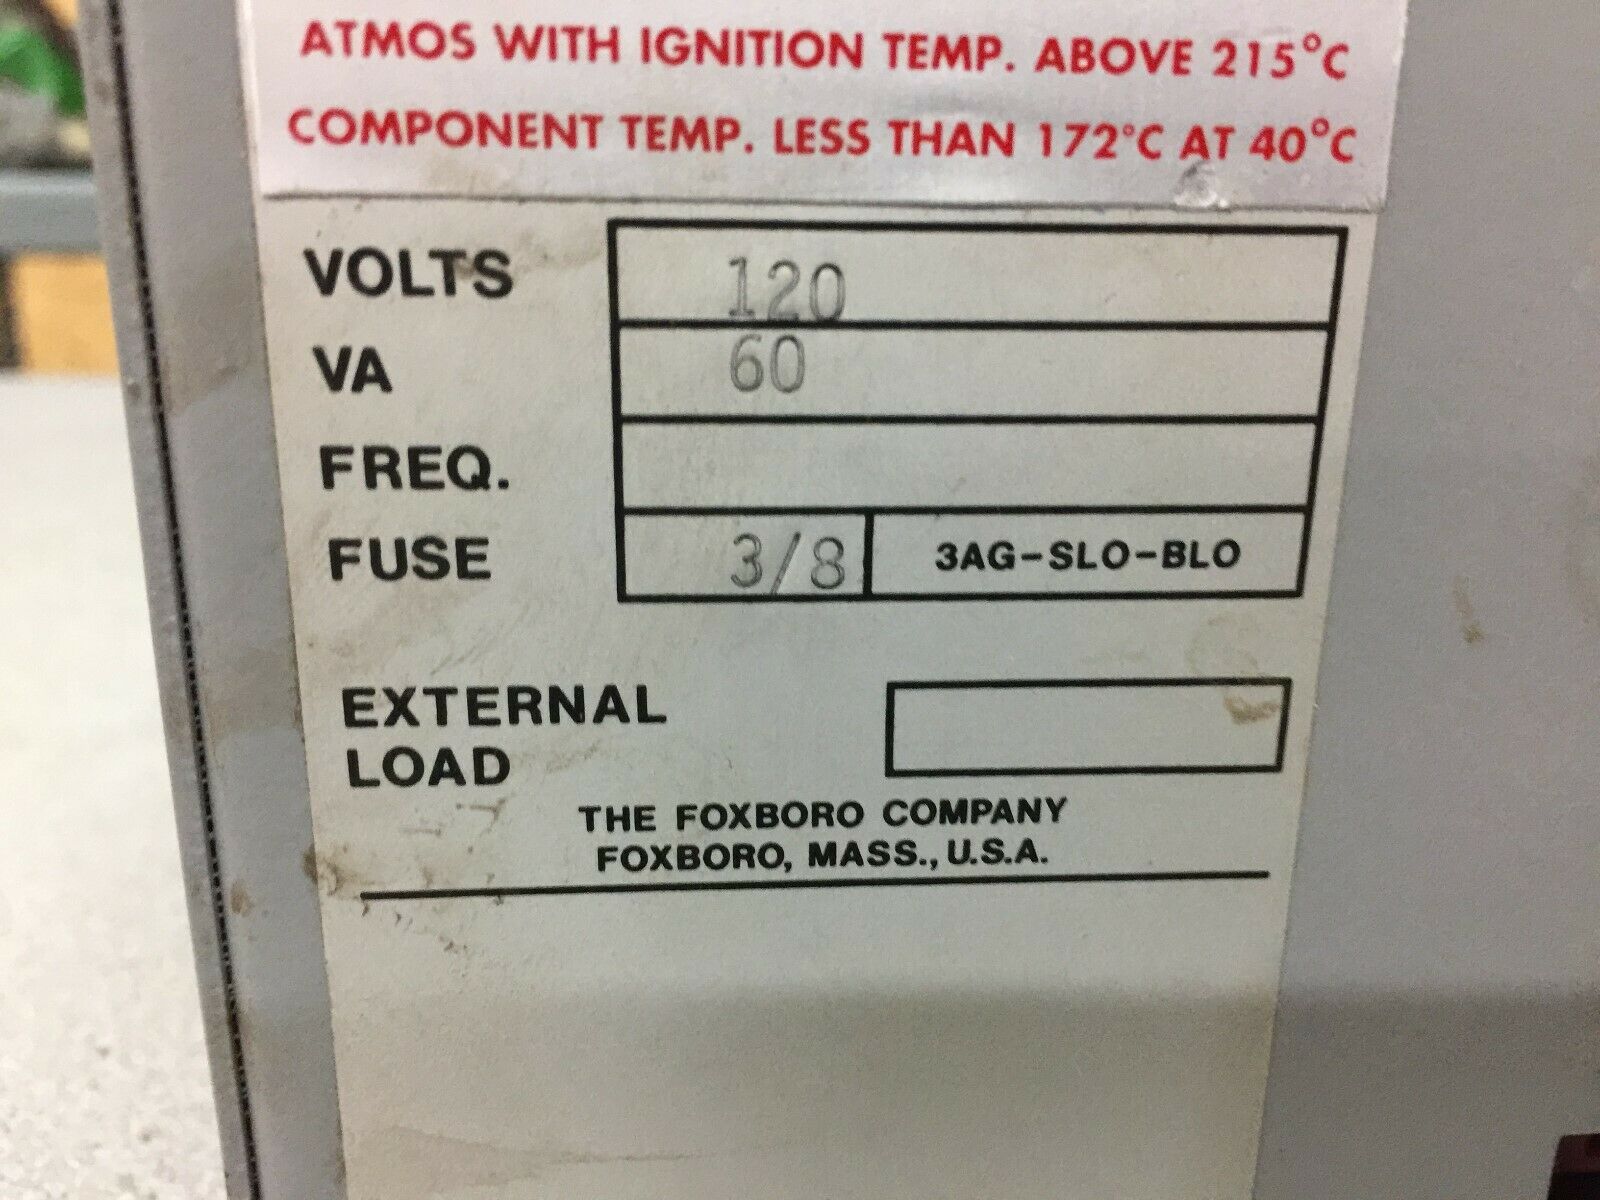 ATMOS WITH IGNITION TEMP. ABOVE 215°C
COMPONENT TEMP. LESS THAN 172°C AT 40°C
VOLTS 120
VA 60
FREQ.
FUSE 3/8 3AG-SLO-BLO
EXTERNAL
LOAD
THE FOXBORO COMPANY
FOXBORO, MASS., U.S.A.